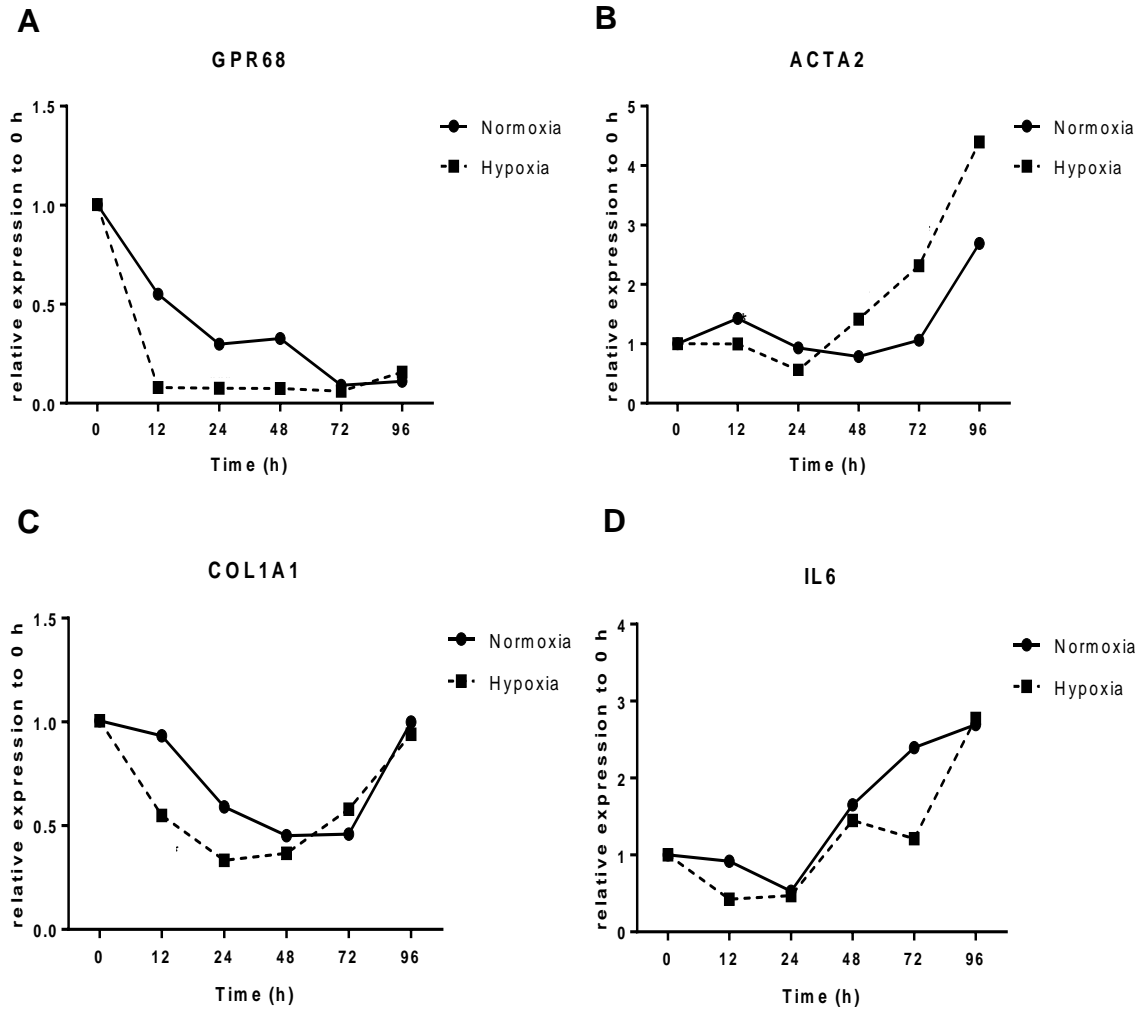 A
GPR68
relative expression to 0 h
1.5
1.0
0.5
0.0
0 12 24 48 72 96
Time (h)
Normoxia
Hypoxia
B
ACTA2
relative expression to 0 h
5
4
3
2
1
0
0 12 24 48 72 96
Time (h)
Normoxia
Hypoxia
C
COL1A1
relative expression to 0 h
1.5
1.0
0.5
0.0
0 12 24 48 72 96
Time (h)
Normoxia
Hypoxia
D
IL6
relative expression to 0 h
4
3
2
1
0
0 12 24 48 72 96
Time (h)
Normoxia
Hypoxia